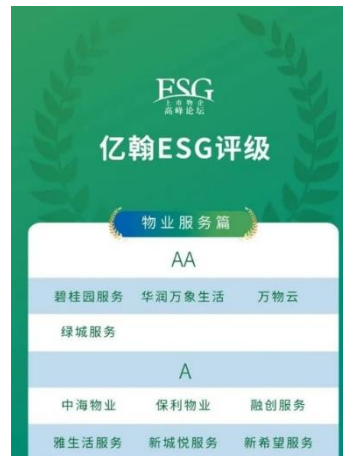 ESG
上市物企
高峰论坛
亿翰ESG评级
物业服务篇
AA
碧桂园服务 华润万象生活 万物云
绿城服务
A
中海物业 保利物业 融创服务
雅生活服务 新城悦服务 新希望服务